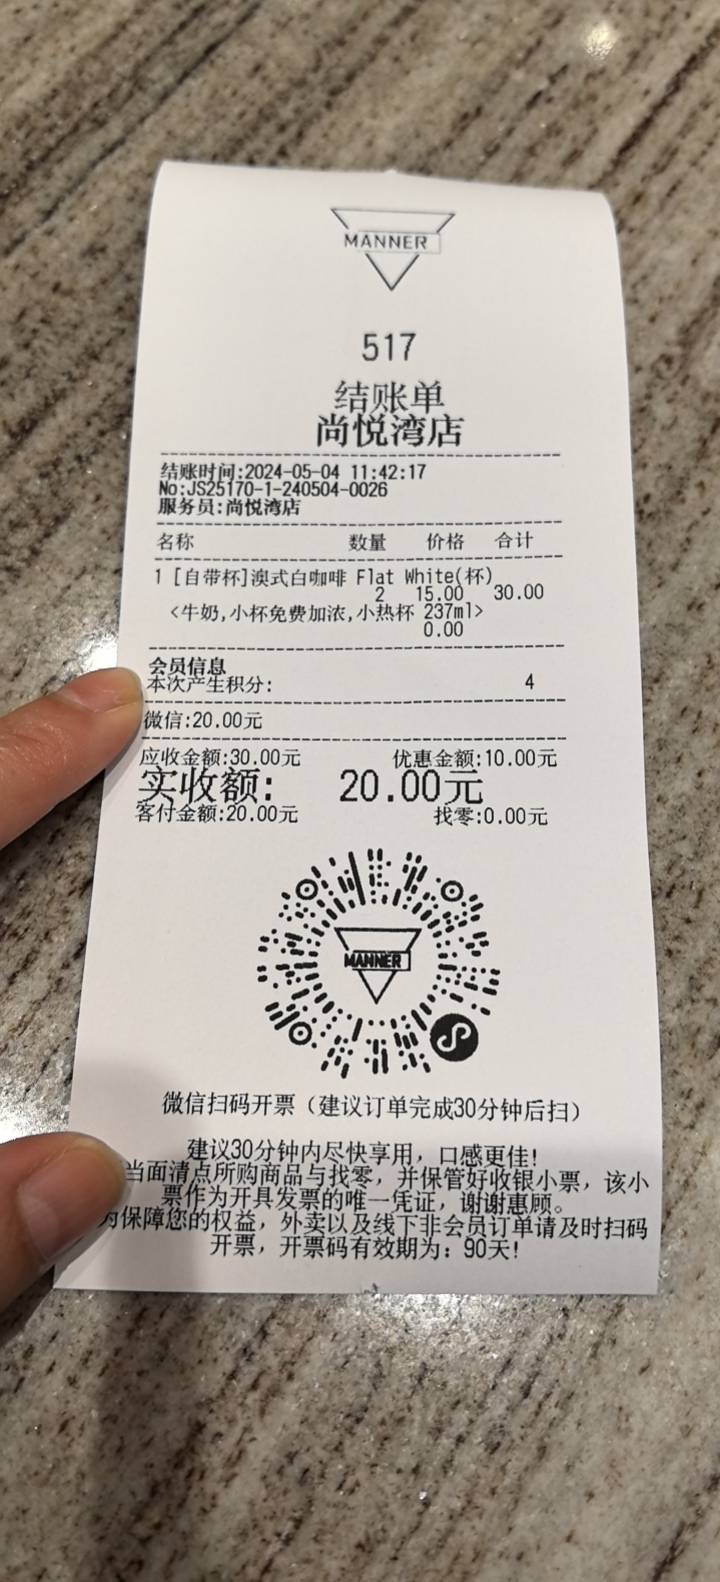 MANNER
517
结账单
尚悦湾店
结账时间:2024-05-04 11:42:17
No:JS25170-1-240504-0026
服务员:尚悦湾店
名称 数量 价格 合计
1 [自带杯]澳式白咖啡 Flat White(杯)
2 15.00 30.00
<牛奶,小杯免费加浓,小热杯 237ml>
0.00
会员信息
本次产生积分: 4
微信:20.00元
应收金额:30.00元 优惠金额:10.00元
实收额: 20.00元
客付金额:20.00元 找零:0.00元
MANNER
微信扫码开票（建议订单完成30分钟后扫）
建议30分钟内尽快享用，口感更佳!
当面清点所购商品与找零，并保管好收银小票，该小
票作为开具发票的唯一凭证，谢谢惠顾。
为保障您的权益，外卖以及线下非会员订单请及时扫码
开票，开票码有效期为：90天!